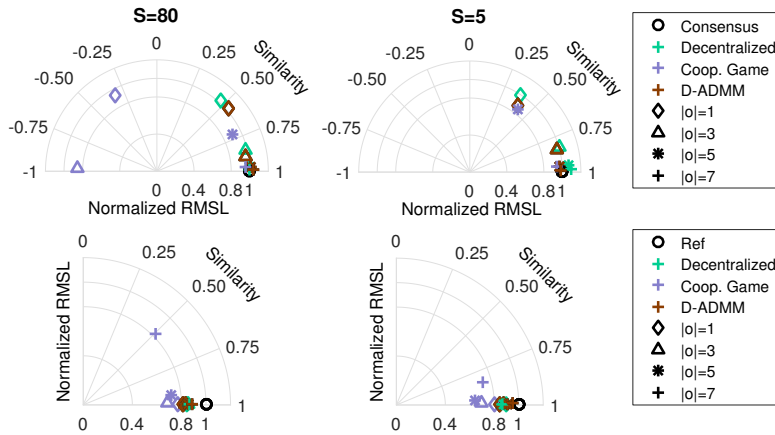 S=80
0
-0.25
0.25
-0.50
0.50
-0.75
0.75
-1
1
Similarity
0 0.4 0.8 1
Normalized RMSL
S=5
0
-0.25
0.25
-0.50
0.50
-0.75
0.75
-1
1
Similarity
0 0.4 0.8 1
Normalized RMSL
Consensus
Decentralized
Coop. Game
D-ADMM
|o|=1
|o|=3
|o|=5
|o|=7
0
0.25
0.50
0.75
1
Similarity
Normalized RMSL
0 0.4 0.8 1
0
0.25
0.50
0.75
1
Similarity
Normalized RMSL
0 0.4 0.8 1
Ref
Decentralized
Coop. Game
D-ADMM
|o|=1
|o|=3
|o|=5
|o|=7